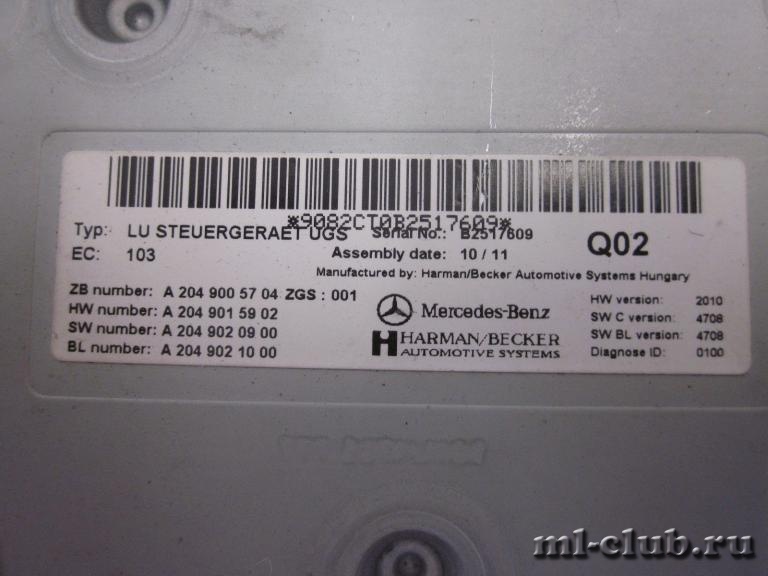 *9082CT0B2517609*
Typ: LU STEUERGERAET UGS Serial No.: B2517609
EC: 103 Assembly date: 10 / 11 Q02
Manufactured by: Harman/Becker Automotive Systems Hungary
ZB number: A 204 900 57 04 ZGS : 001
HW number: A 204 901 59 02
SW number: A 204 902 09 00
BL number: A 204 902 10 00
Mercedes-Benz
HARMAN/BECKER
AUTOMOTIVE SYSTEMS
HW version: 2010
SW C version: 4708
SW BL version: 4708
Diagnose ID: 0100
ml-club.ru